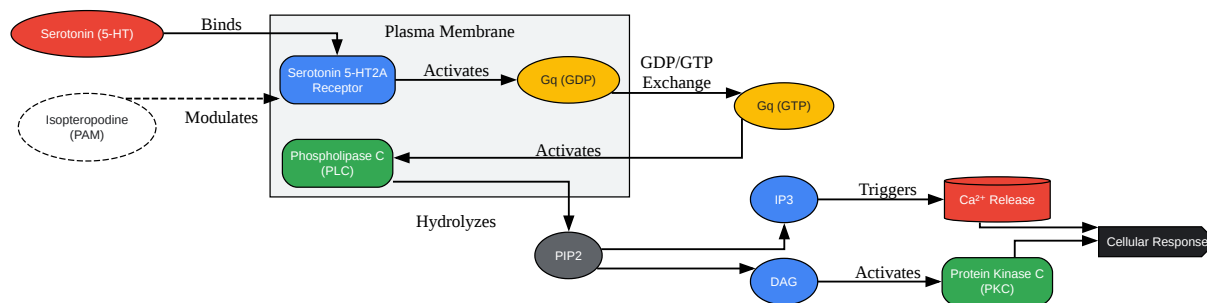 Serotonin (5-HT)
Binds
Plasma Membrane
Serotonin 5-HT2A
Receptor
Activates
Gq (GDP)
GDP/GTP
Exchange
Gq (GTP)
Isopteropodine
(PAM)
Modulates
Phospholipase C
(PLC)
Activates
Hydrolyzes
PIP2
IP3
Triggers
Ca²⁺ Release
Cellular Response
DAG
Activates
Protein Kinase C
(PKC)